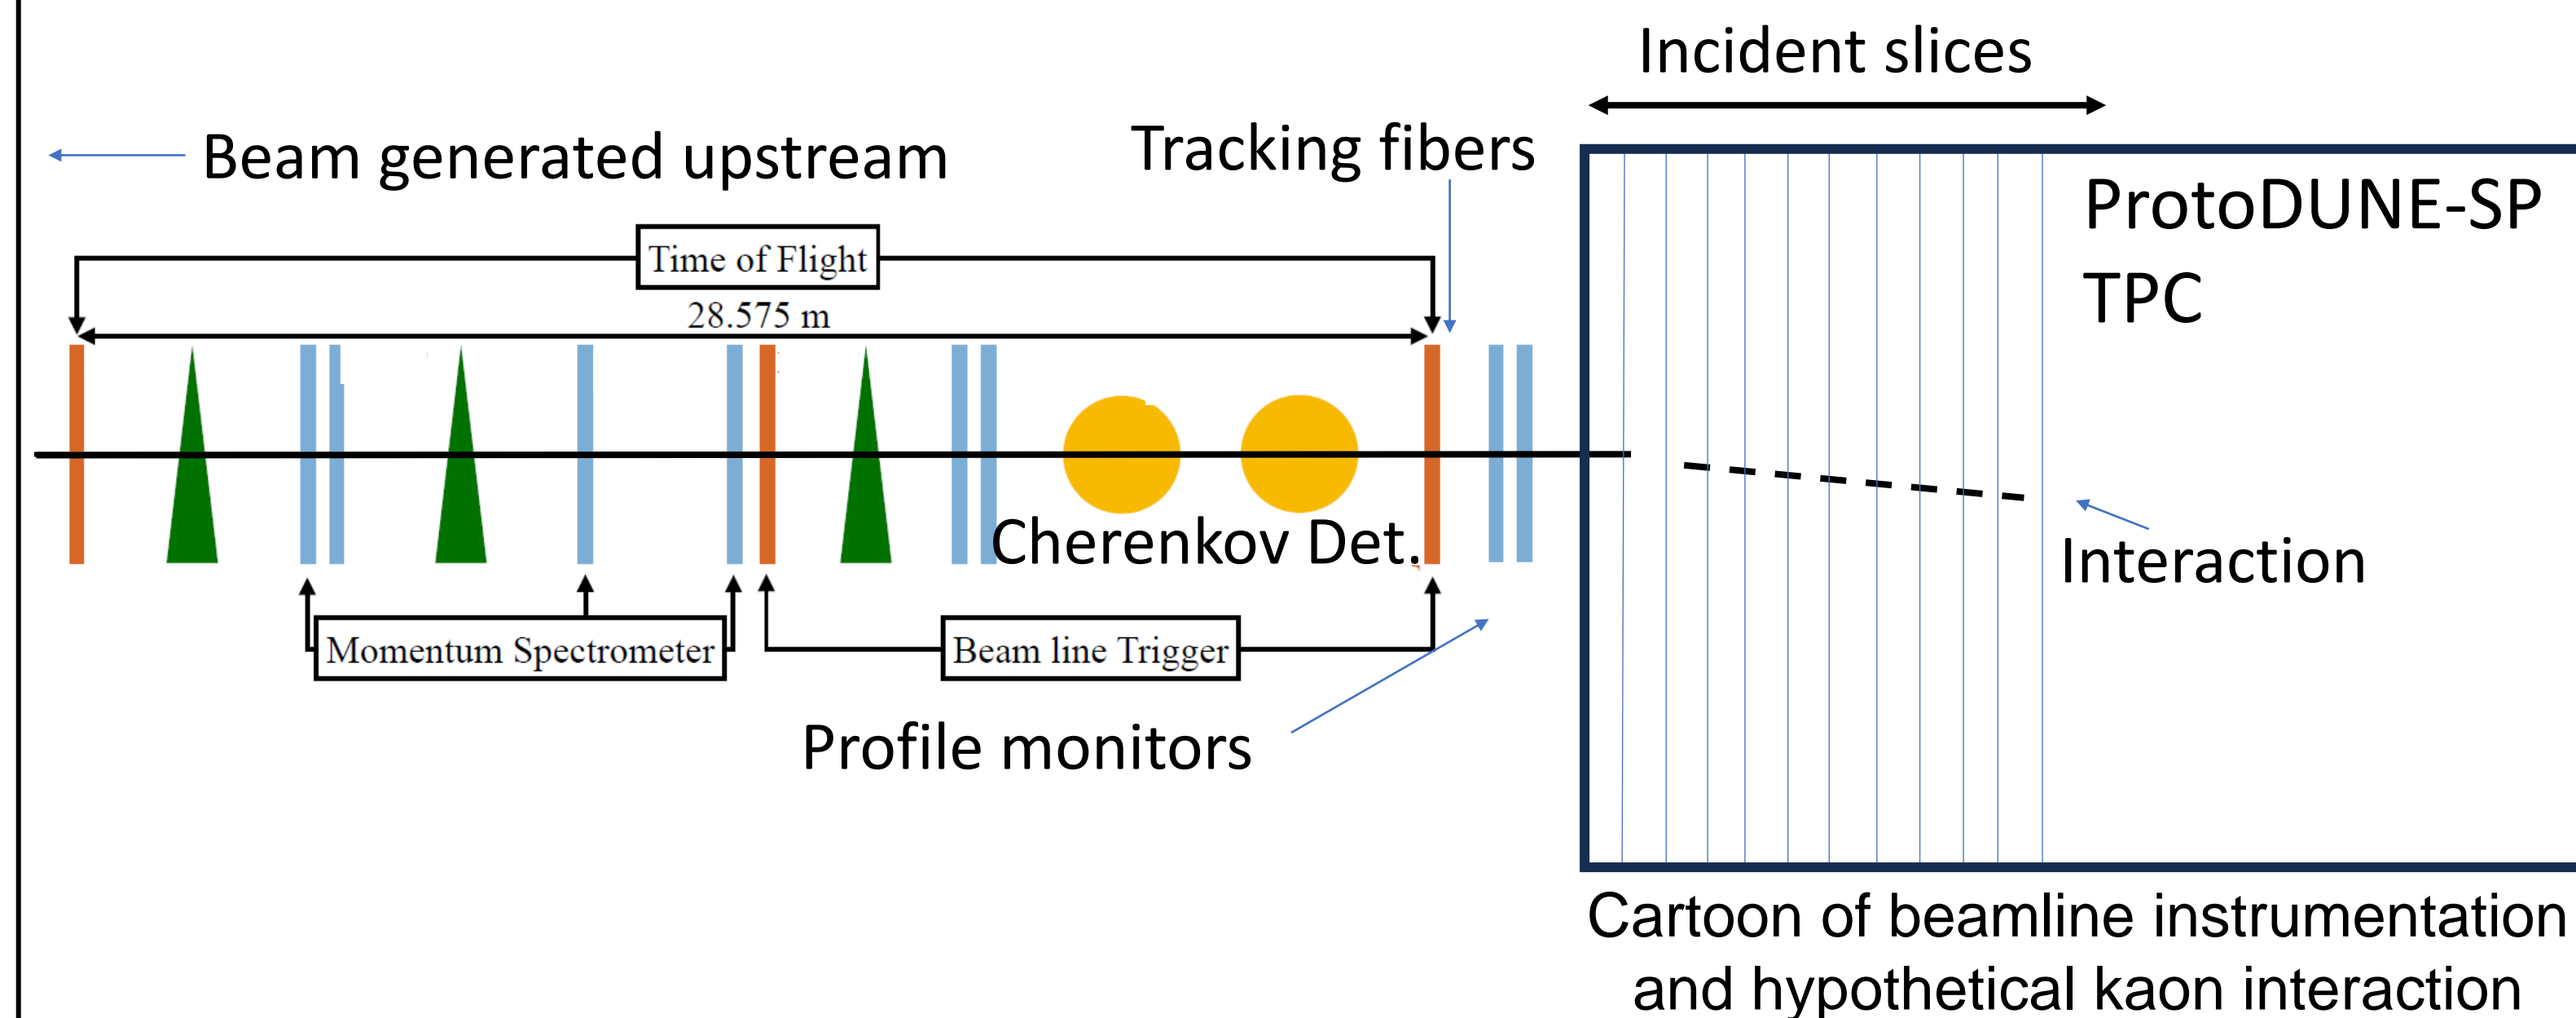 Incident slices
Beam generated upstream
Tracking fibers
ProtoDUNE-SP
TPC
Time of Flight
28.575 m
Cherenkov Det.
Interaction
Momentum Spectrometer
Beam line Trigger
Profile monitors
Cartoon of beamline instrumentation
and hypothetical kaon interaction